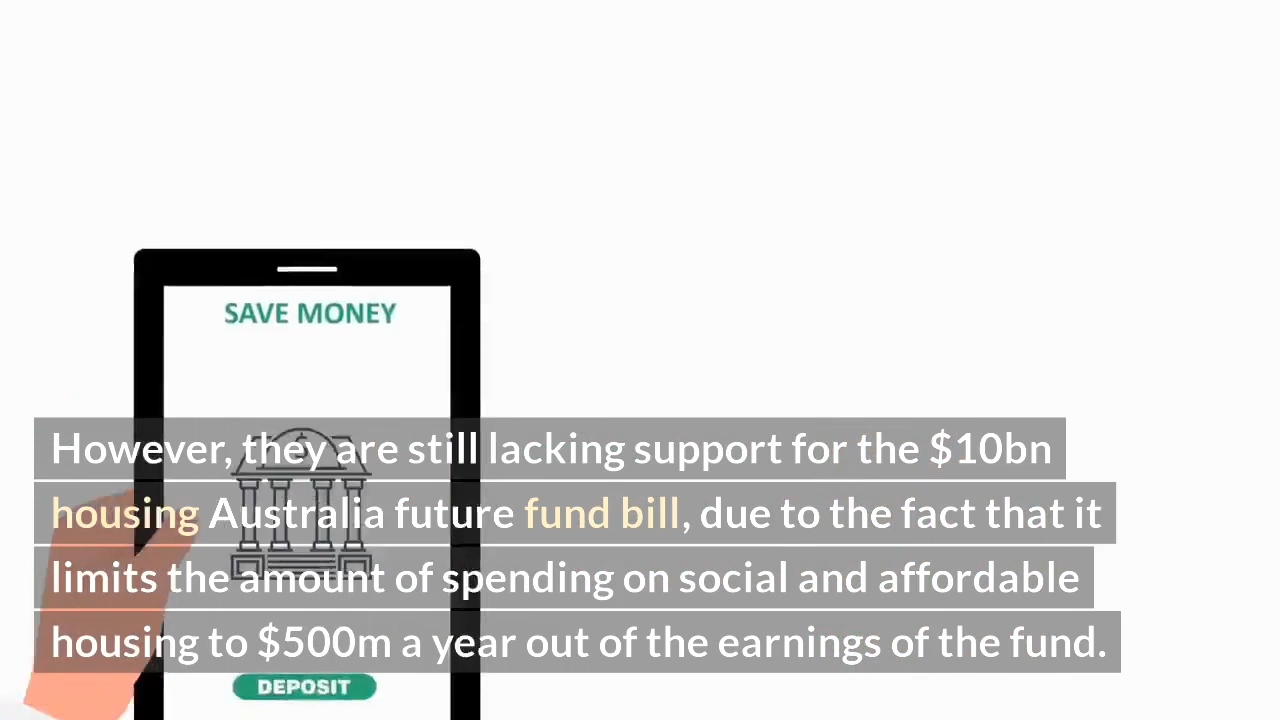 SAVE MONEY
However, they are still lacking support for the $10bn
housing Australia future fund bill, due to the fact that it
limits the amount of spending on social and affordable
housing to $500m a year out of the earnings of the fund.
DEPOSIT